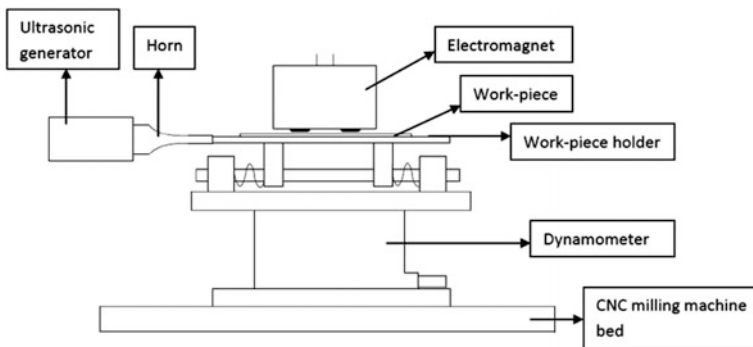 Ultrasonic
generator
Horn
Electromagnet
Work-piece
Work-piece holder
Dynamometer
CNC milling machine
bed